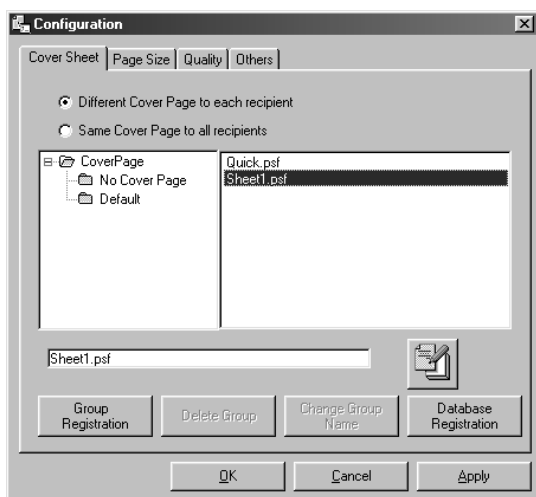 Configuration
Cover Sheet Page Size Quality Others
Different Cover Page to each recipient
Same Cover Page to all recipients
CoverPage
No Cover Page
Default
Quick.psf
Sheet1.psf
Sheet1.psf
Group
Registration
Delete Group
Change Group
Name
Database
Registration
OK Cancel Apply